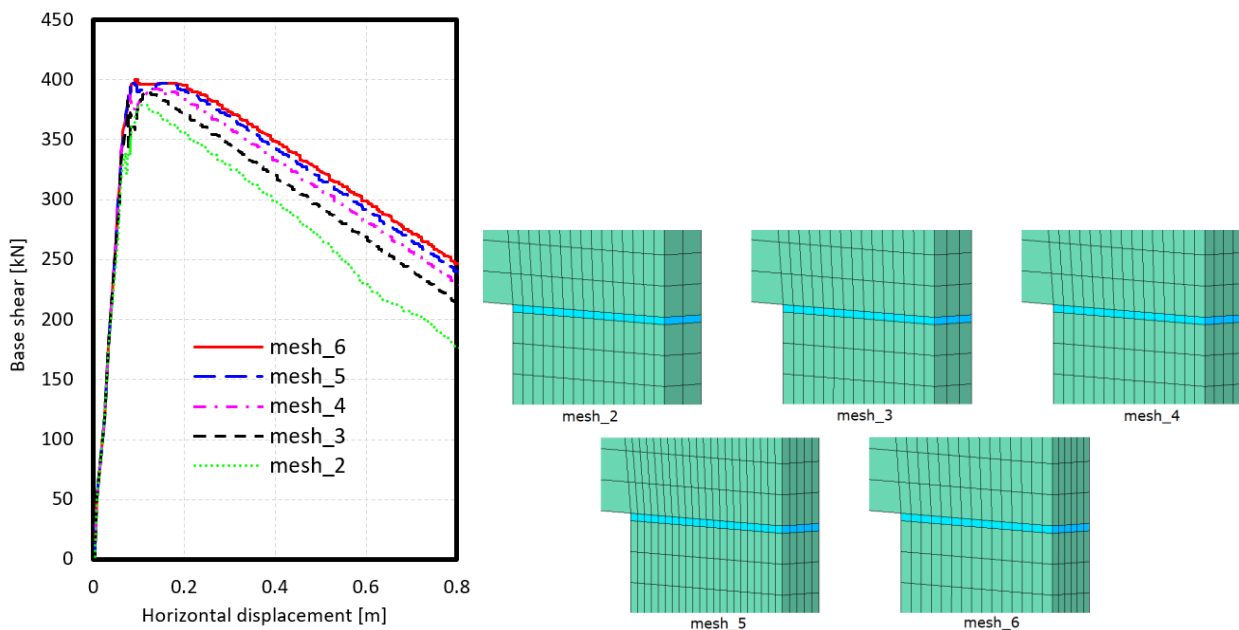 450
400
350
300
250
200
150
100
50
0
Base shear [kN]
mesh_6
mesh_5
mesh_4
mesh_3
mesh_2
0
0.2
0.4
0.6
0.8
Horizontal displacement [m]
mesh_2
mesh_3
mesh_4
mesh_5
mesh_6